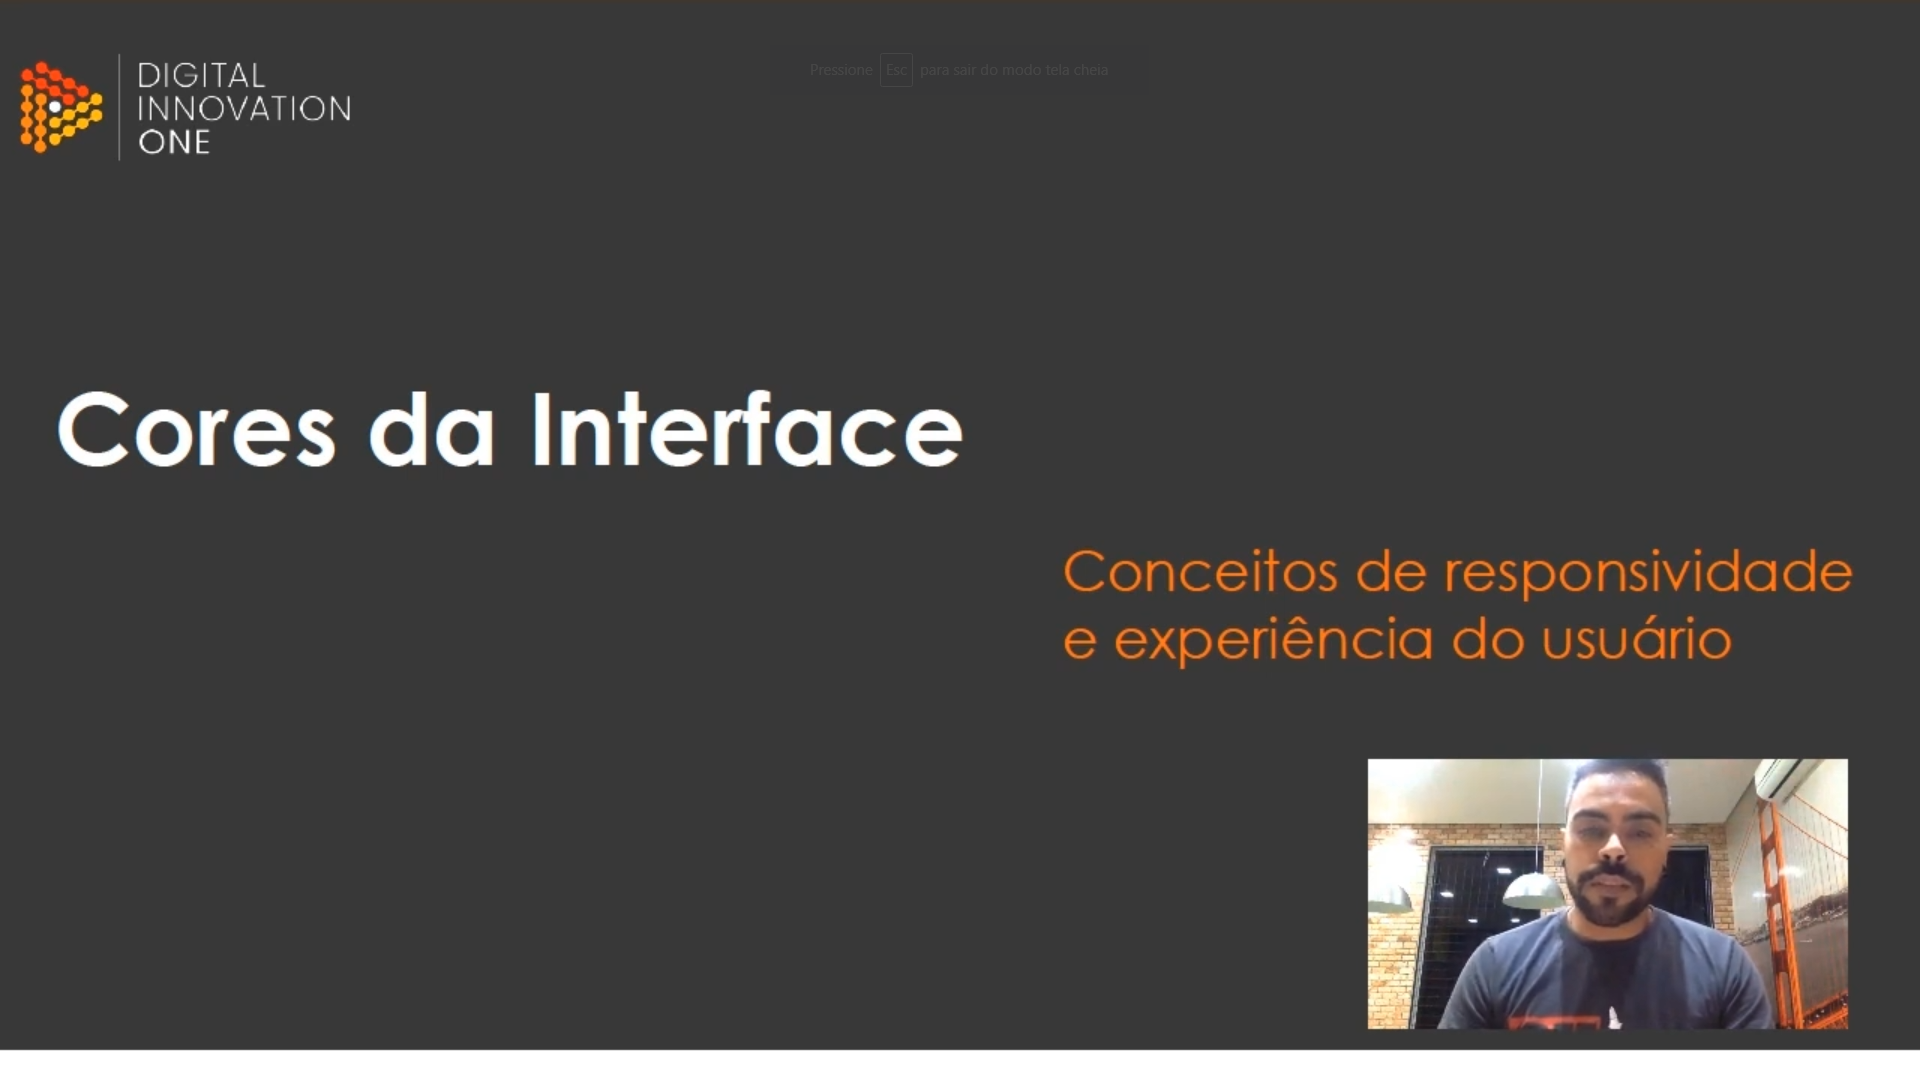 DIGITAL
INNOVATION
ONE
Pressione Esc para sair do modo tela cheia
Cores da Interface
Conceitos de responsividade
e experiência do usuário